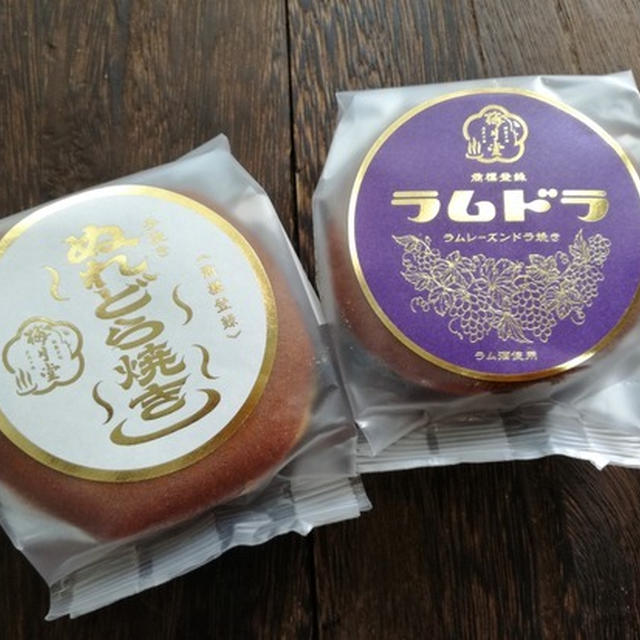 ぬれどら焼き
(商標登録)
梅月堂
梅月堂
商標登録
ラムドラ
ラムレーズンドラ焼き
ラム酒使用